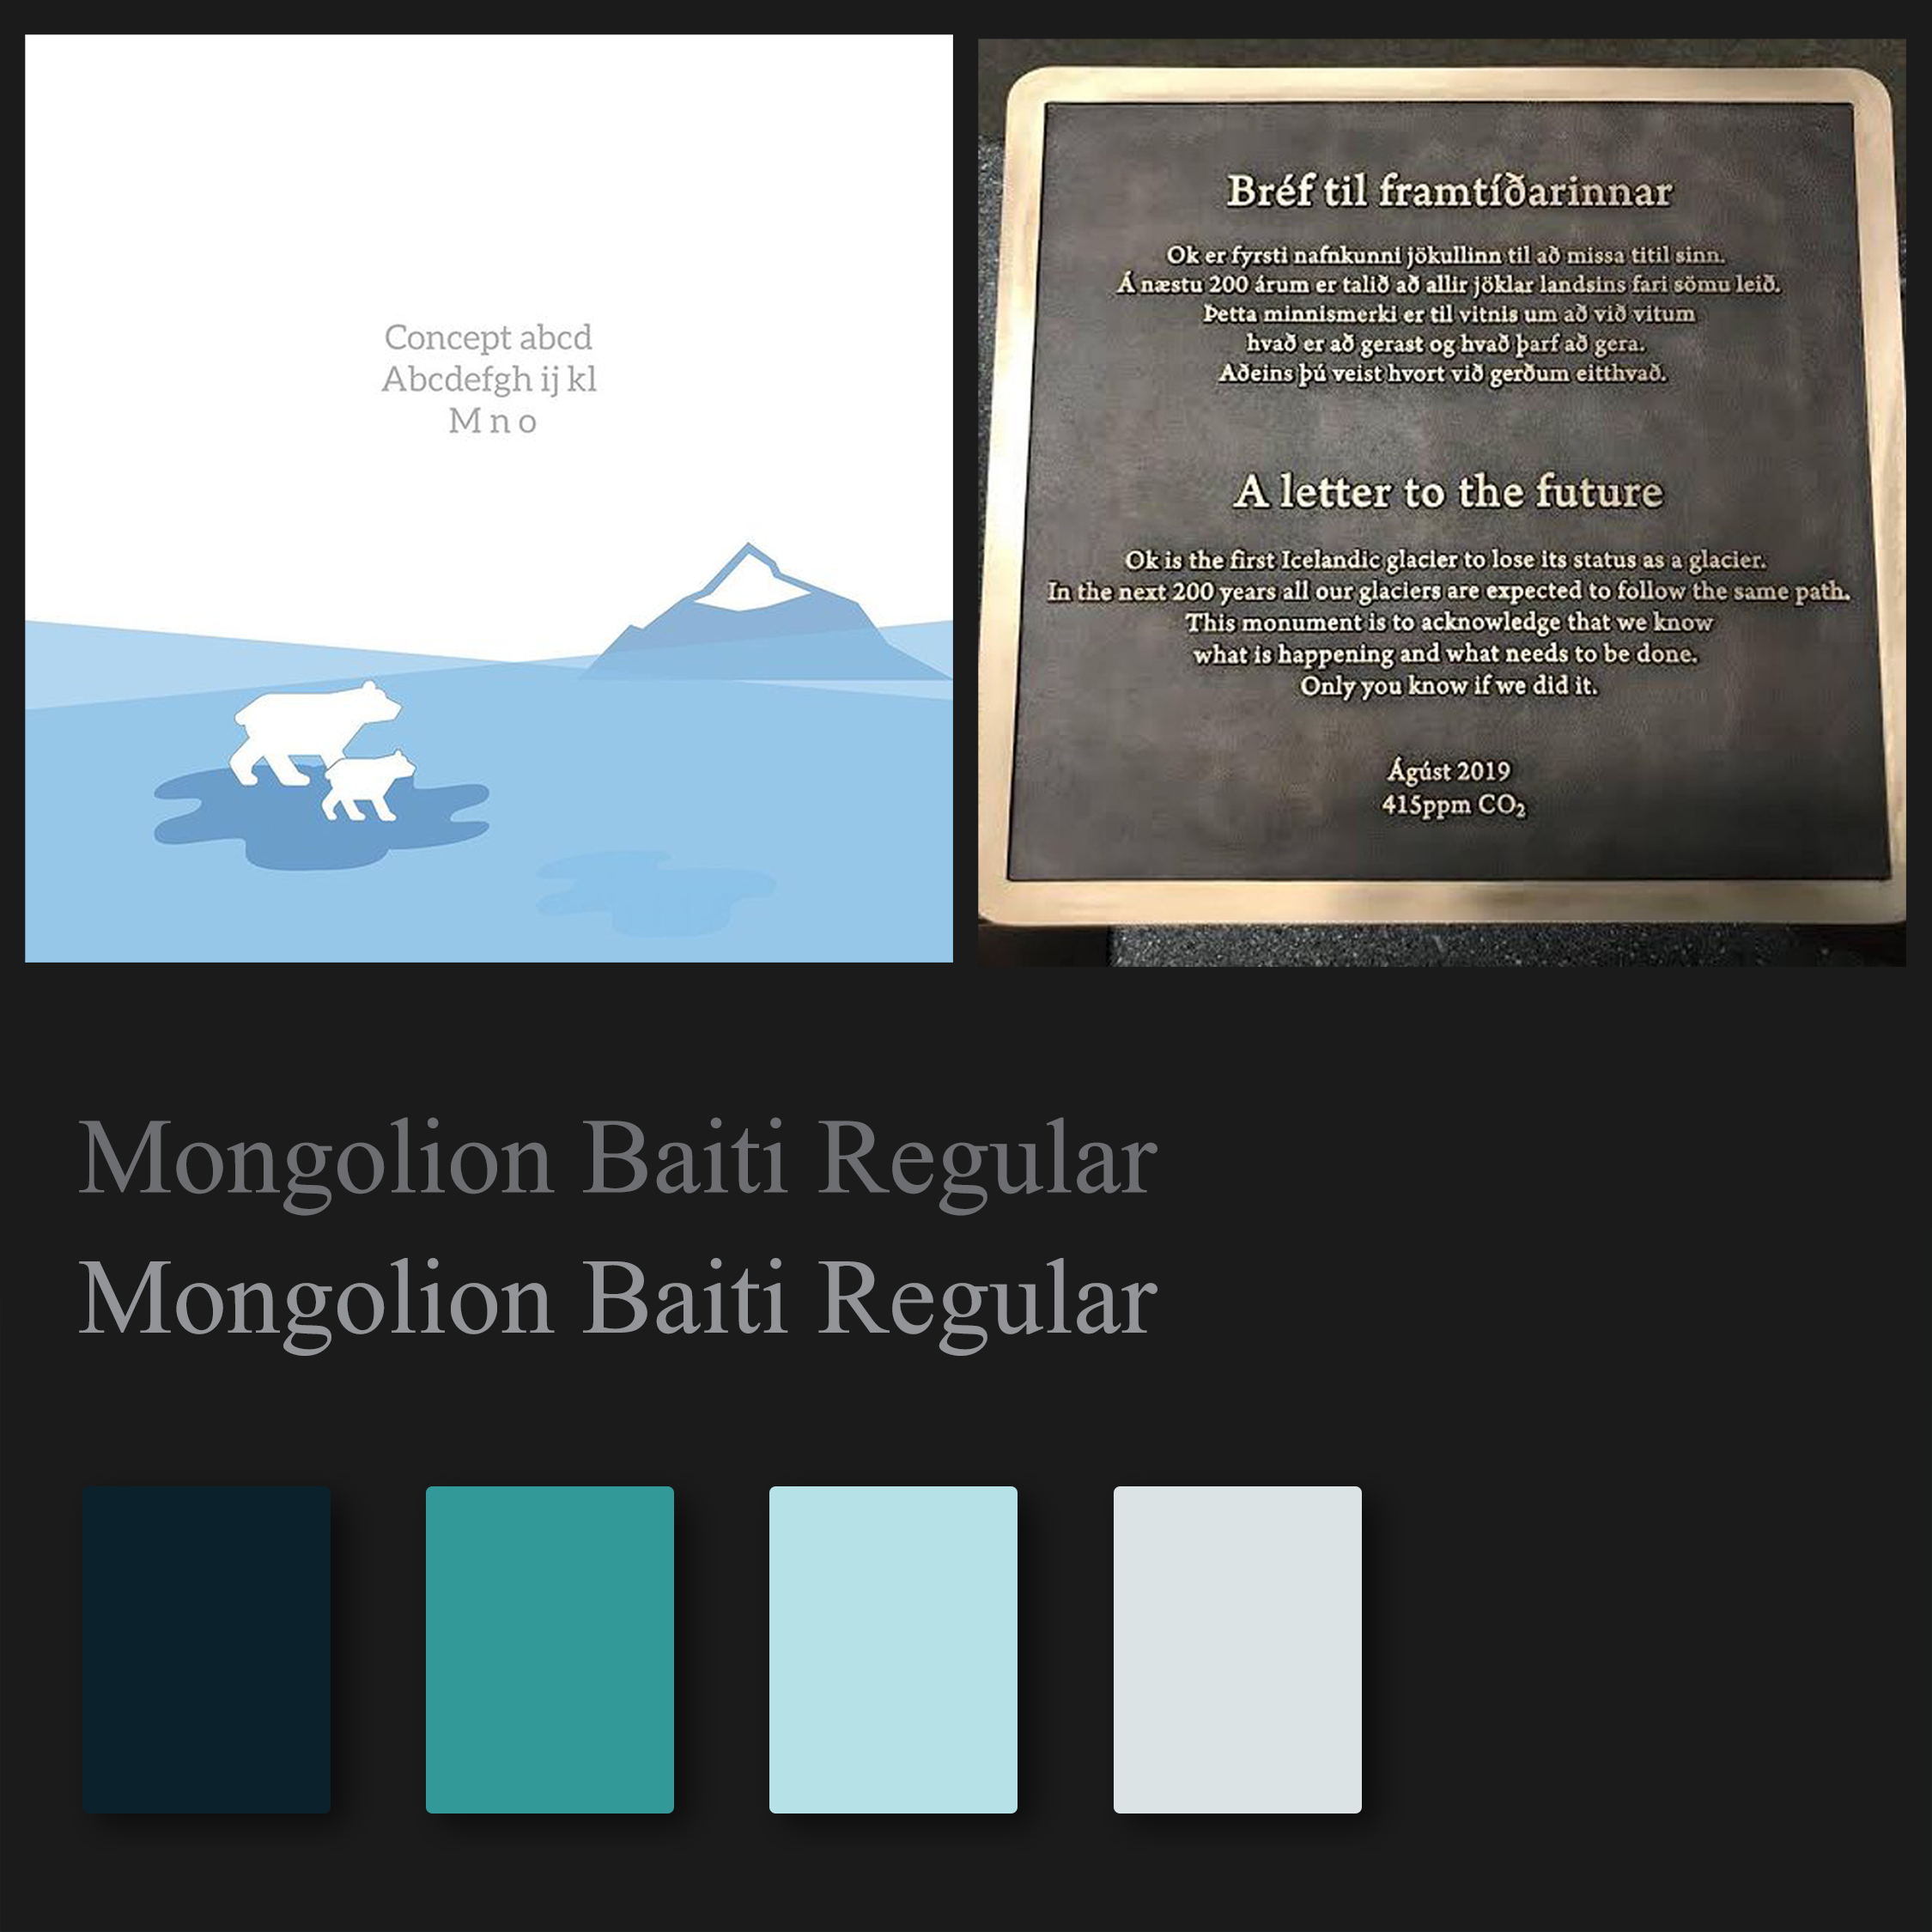 Concept abcd
Abcdefgh ij kl
M n o
Bréf til framtíðarinnar
Ok er fyrsti nafnkunni jökullinn til að missa titil sinn.
Á næstu 200 árum er talið að allir jöklar landsins fari sömu leið.
Þetta minnismerki er til vitnis um að við vitum
hvað er að gerast og hvað þarf að gera.
Aðeins þú veist hvort við gerðum eitthvað.
A letter to the future
Ok is the first Icelandic glacier to lose its status as a glacier.
In the next 200 years all our glaciers are expected to follow the same path.
This monument is to acknowledge that we know
what is happening and what needs to be done.
Only you know if we did it.
Ágúst 2019
415ppm CO₂
Mongolion Baiti Regular
Mongolion Baiti Regular